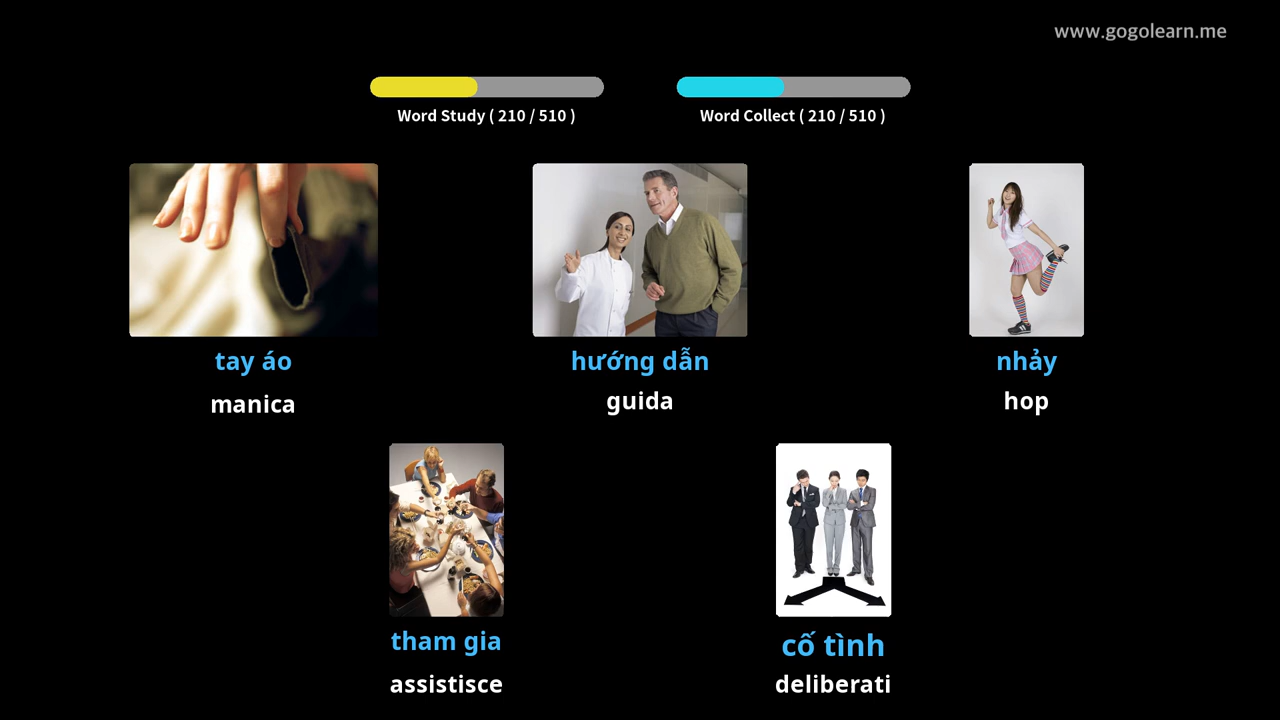 www.gogolearn.me
Word Study ( 210 / 510 )
Word Collect ( 210 / 510 )
tay áo
manica
hướng dẫn
guida
nhảy
hop
tham gia
assistisce
cố tình
deliberati